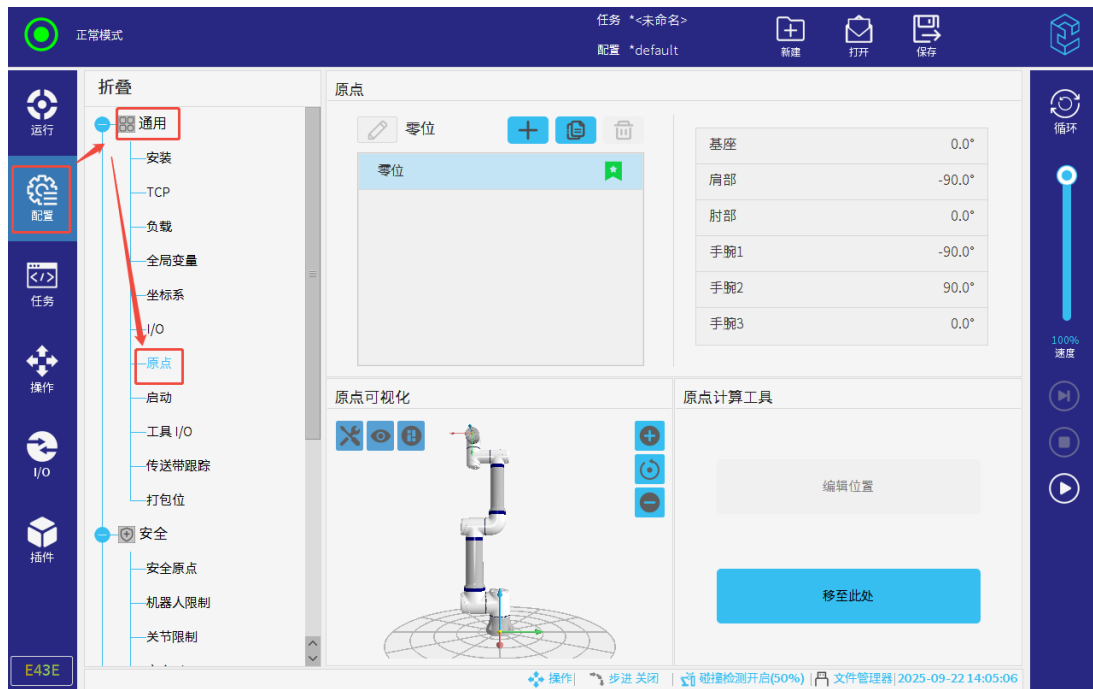 正常模式
任务 *<未命名>
配置 *default
新建
打开
保存
运行
配置
任务
操作
I/O
插件
E43E
折叠
通用
安装
TCP
负载
全局变量
坐标系
I/O
原点
启动
工具 I/O
传送带跟踪
打包位
安全
安全原点
机器人限制
关节限制
原点
零位
零位
基座 0.0°
肩部 -90.0°
肘部 0.0°
手腕1 -90.0°
手腕2 90.0°
手腕3 0.0°
原点可视化
原点计算工具
编辑位置
移至此处
循环
100%
速度
操作| 步进 关闭 | 碰撞检测开启(50%) | 文件管理器| 2025-09-22 14:05:06